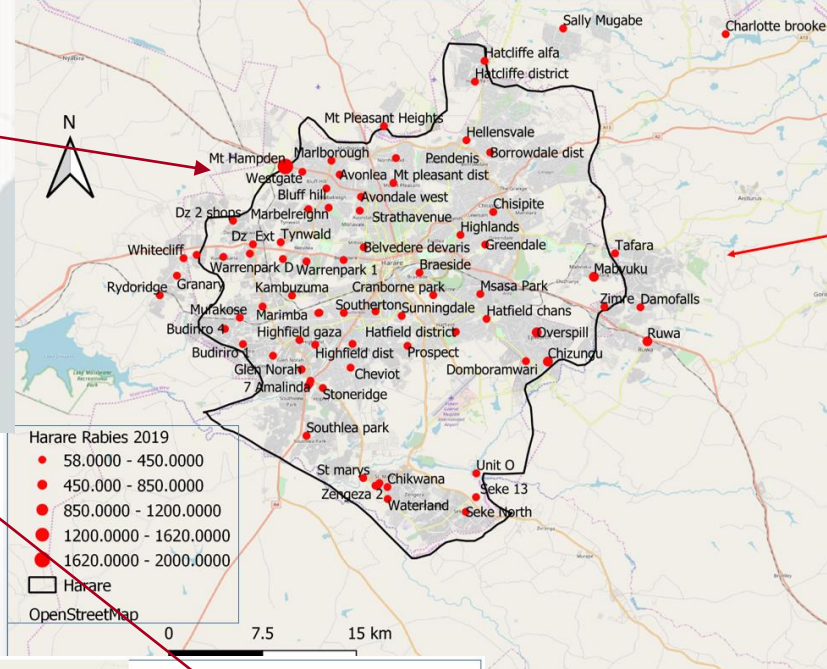 Sally Mugabe
Charlotte brooke
Hatcliffe alfa
Hatcliffe district
N
Mt Pleasant Heights
Hellensvale
Mt Hampden
Marlborough
Pendenis
Borrowdale dist
Westgate
Avonlea
Mt pleasant dist
Bluff hill
Avondale west
Dz 2 shops
Marbelreighn
Strathavenue
Chisipite
Highlands
Dz Ext
Tynwald
Belvedere devaris
Greendale
Tafara
Whitecliff
Warrenpark D
Warrenpark 1
Braeside
Mabvuku
Rydoridge
Granary
Kambuzuma
Cranborne park
Msasa Park
Zimre
Damofalls
Murakose
Marimba
Southerton
Sunningdale
Hatfield chans
Budiriro 4
Highfield gaza
Hatfield district
Overspill
Ruwa
Budiriro 1
Highfield dist
Prospect
Chizungu
Glen Norah
Cheviot
Domboramwari
7 Amalinda
Stoneridge
Southlea park
St marys
Chikwana
Unit O
Zengeza 2
Seke 13
Waterland
Seke North
Harare Rabies 2019
58.0000 - 450.0000
450.0000 - 850.0000
850.0000 - 1200.0000
1200.0000 - 1620.0000
1620.0000 - 2000.0000
Harare
OpenStreetMap
0 7.5 15 km